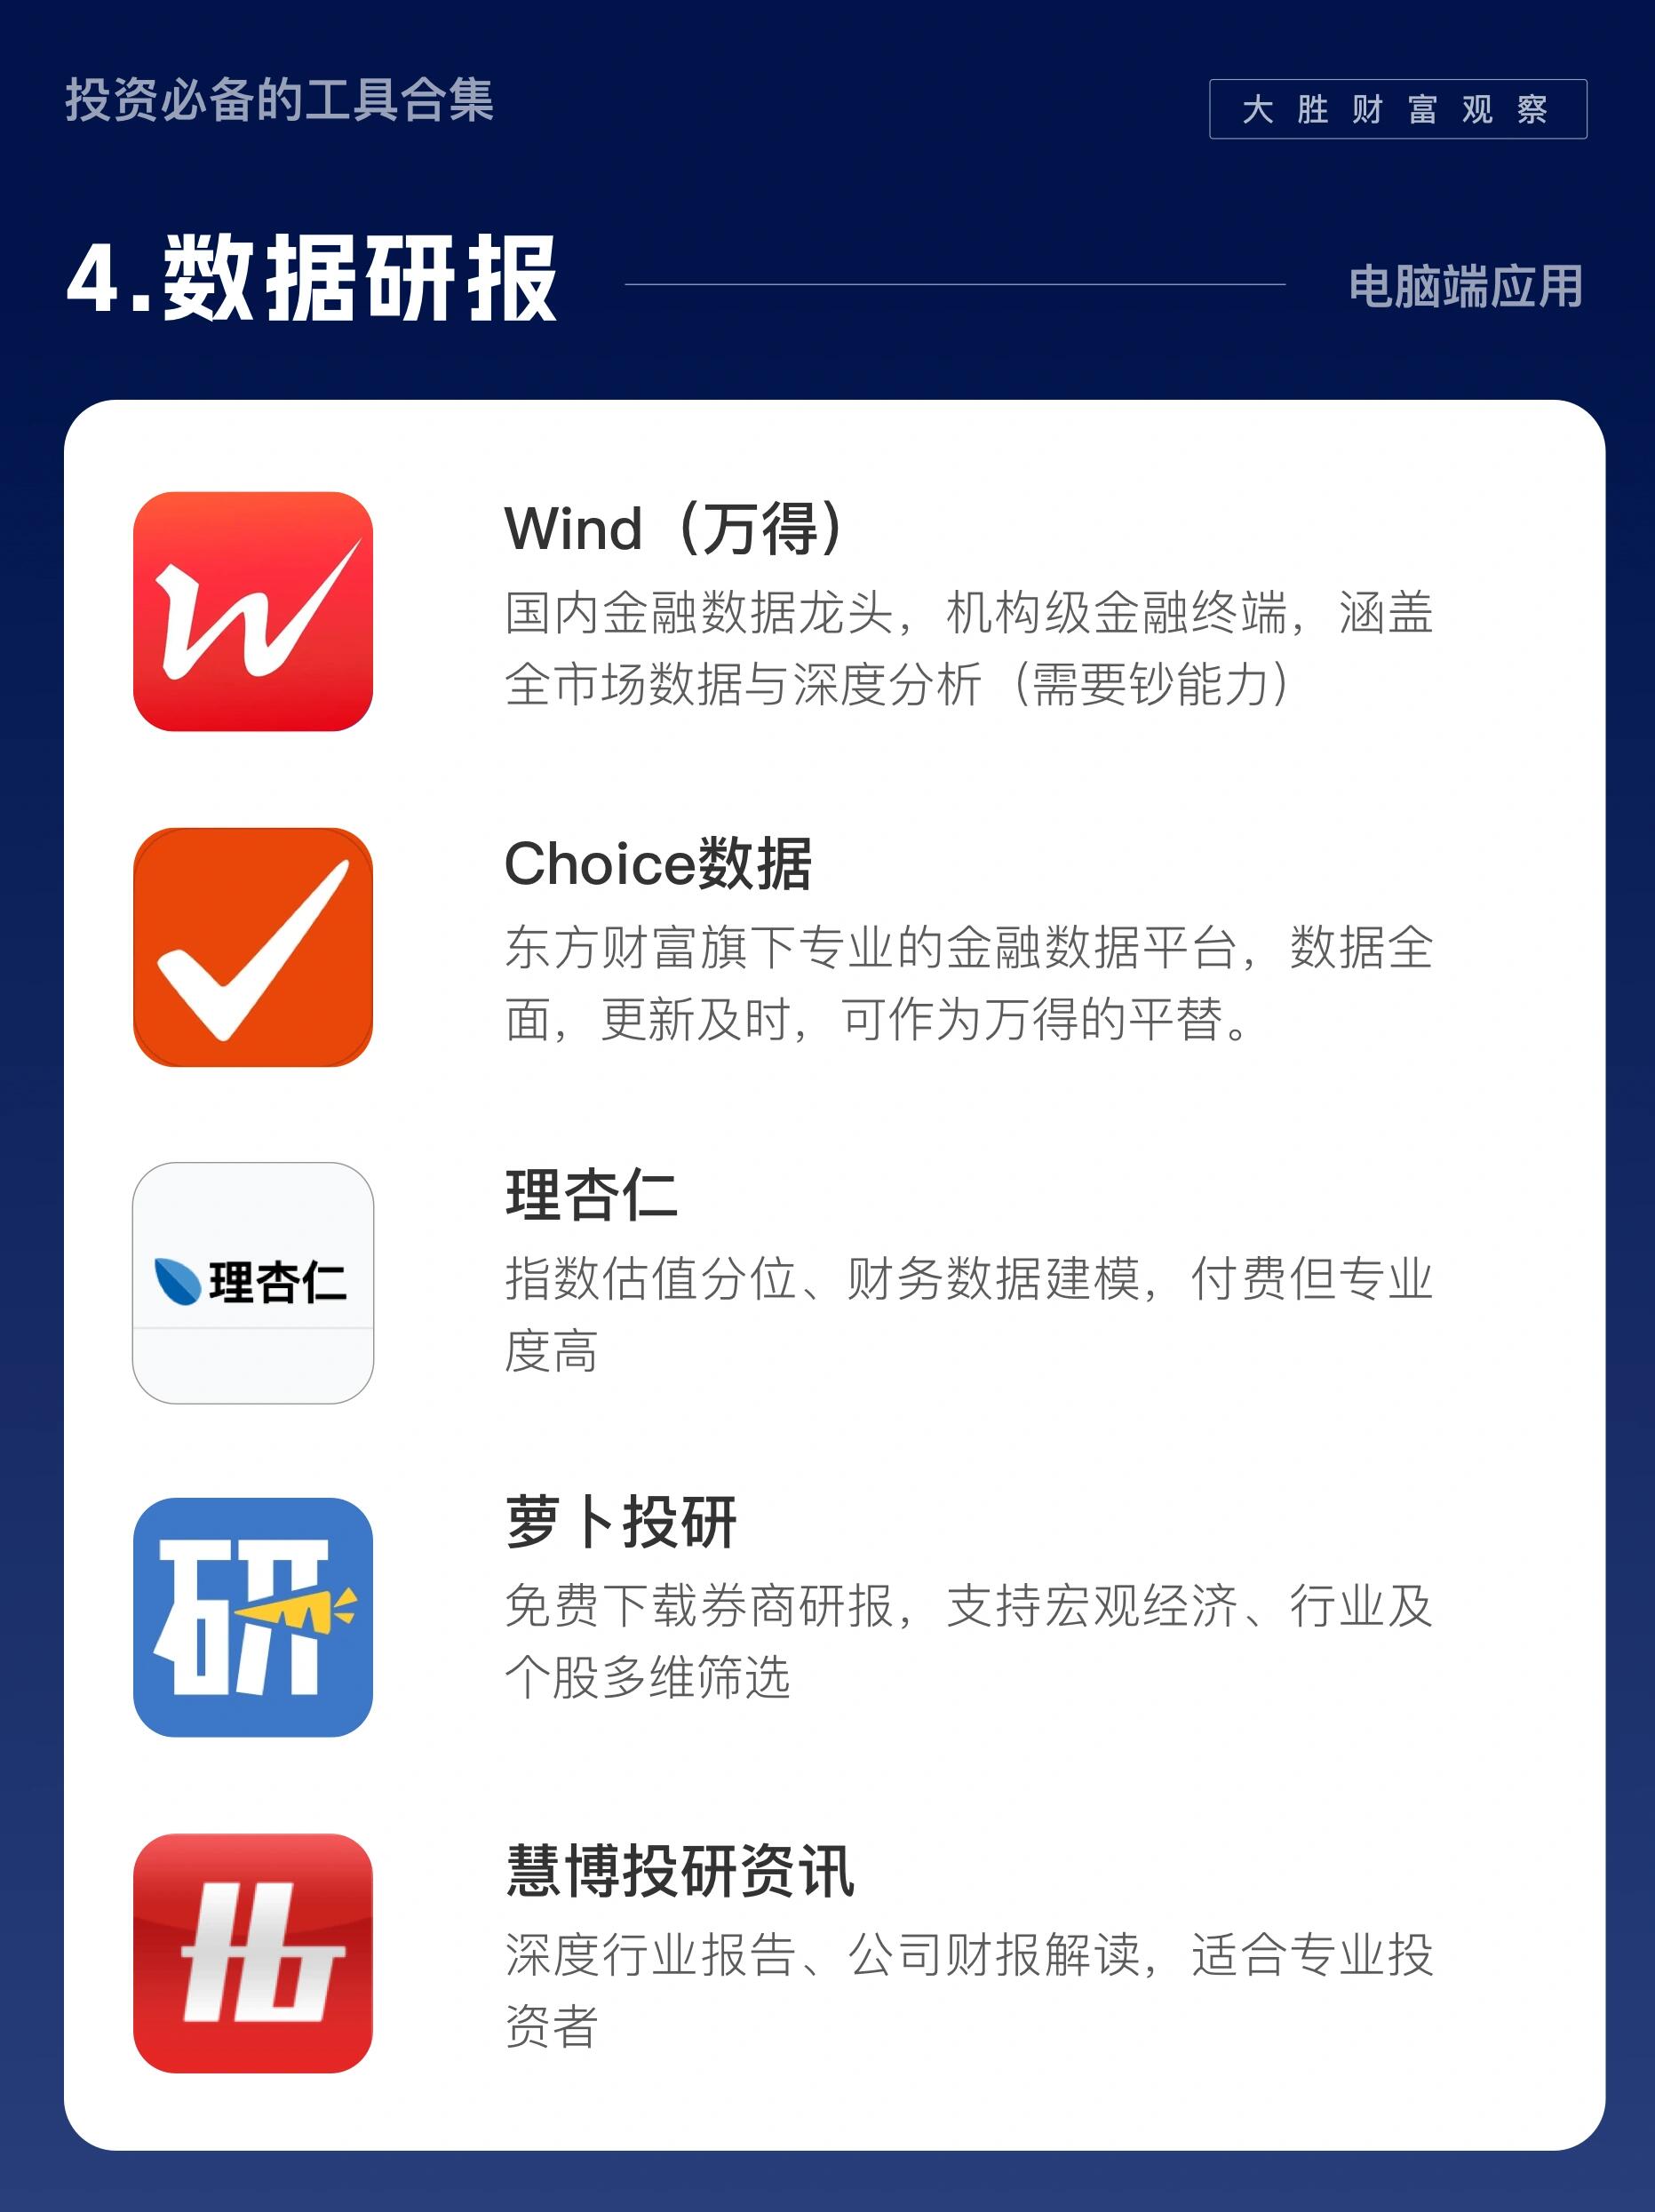 投资必备的工具合集
大胜财富观察
4.数据研报
电脑端应用
Wind（万得）
国内金融数据龙头，机构级金融终端，涵盖
全市场数据与深度分析（需要钞能力）
Choice数据
东方财富旗下专业的金融数据平台，数据全
面，更新及时，可作为万得的平替。
理杏仁
理杏仁
指数估值分位、财务数据建模，付费但专业
度高
研
萝卜投研
免费下载券商研报，支持宏观经济、行业及
个股多维筛选
慧博投研资讯
深度行业报告、公司财报解读，适合专业投
资者